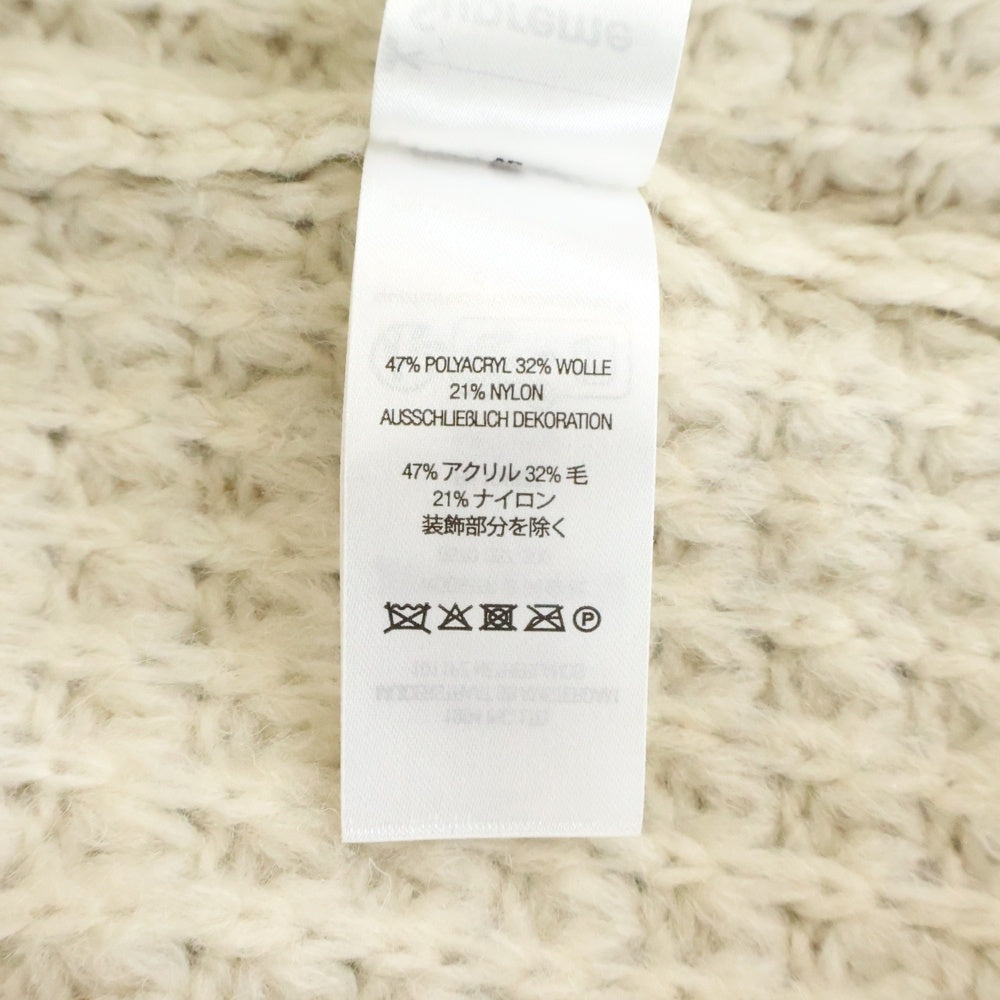 Supreme
47% POLYACRYL 32% WOLLE
21% NYLON
AUSSCHLIEßLICH DEKORATION
47% アクリル 32% 毛
21% ナイロン
装飾部分を除く
P